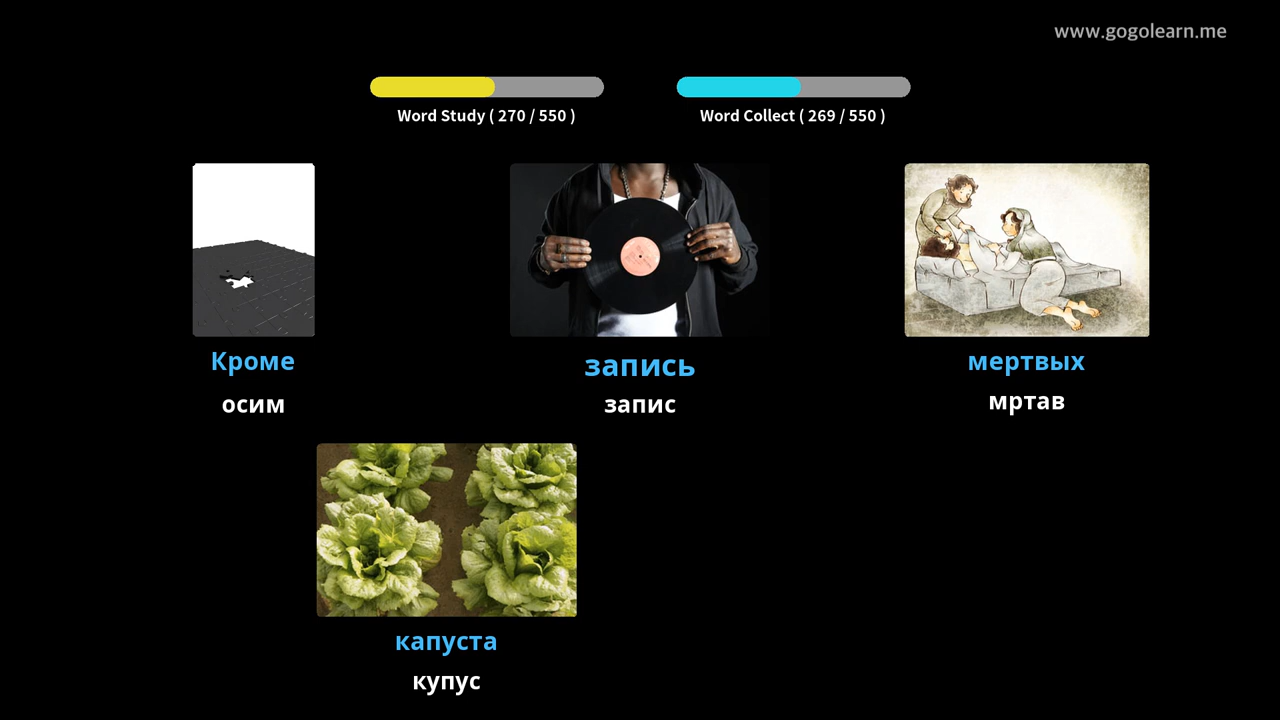 www.gogolearn.me
Word Study ( 270 / 550 )
Word Collect ( 269 / 550 )
Кроме
осим
запись
запис
мертвых
мртав
капуста
купус